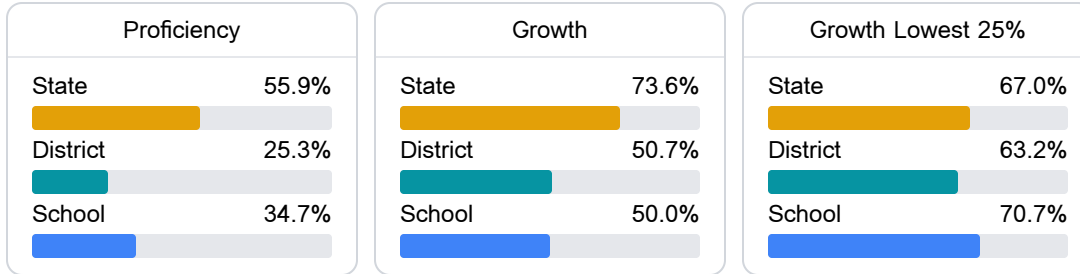 Proficiency
State 55.9%
District 25.3%
School 34.7%
Growth
State 73.6%
District 50.7%
School 50.0%
Growth Lowest 25%
State 67.0%
District 63.2%
School 70.7%